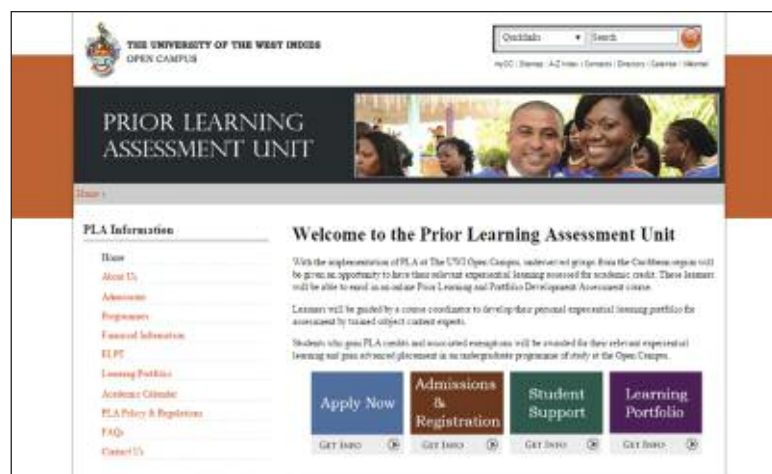 THE UNIVERSITY OF THE WEST INDIES
OPEN CAMPUS
Quicklinks
Search
myOC | Sitemap | A-Z Index | Contacts | Directory | Calendar | Webmail
PRIOR LEARNING
ASSESSMENT UNIT
Home ›
PLA Information
Home
About Us
Admissions
Programmes
Financial Information
ELPT
Learning Portfolio
Academic Calendar
PLA Policy & Regulations
FAQs
Contact Us
Welcome to the Prior Learning Assessment Unit
With the implementation of PLA at The UWI Open Campus, underserved groups from the Caribbean region will
be given an opportunity to have their relevant experiential learning assessed for academic credit. These learners
will be able to enrol in an online Prior Learning and Portfolio Development Assessment course.
Learners will be guided by a course coordinator to develop their personal experiential learning portfolio for
assessment by trained subject content experts.
Students who gain PLA credits and associated exemptions will be awarded for their relevant experiential
learning and gain advanced placement in an undergraduate programme of study at the Open Campus.
Apply Now
GET INFO
Admissions
&
Registration
GET INFO
Student
Support
GET INFO
Learning
Portfolio
GET INFO